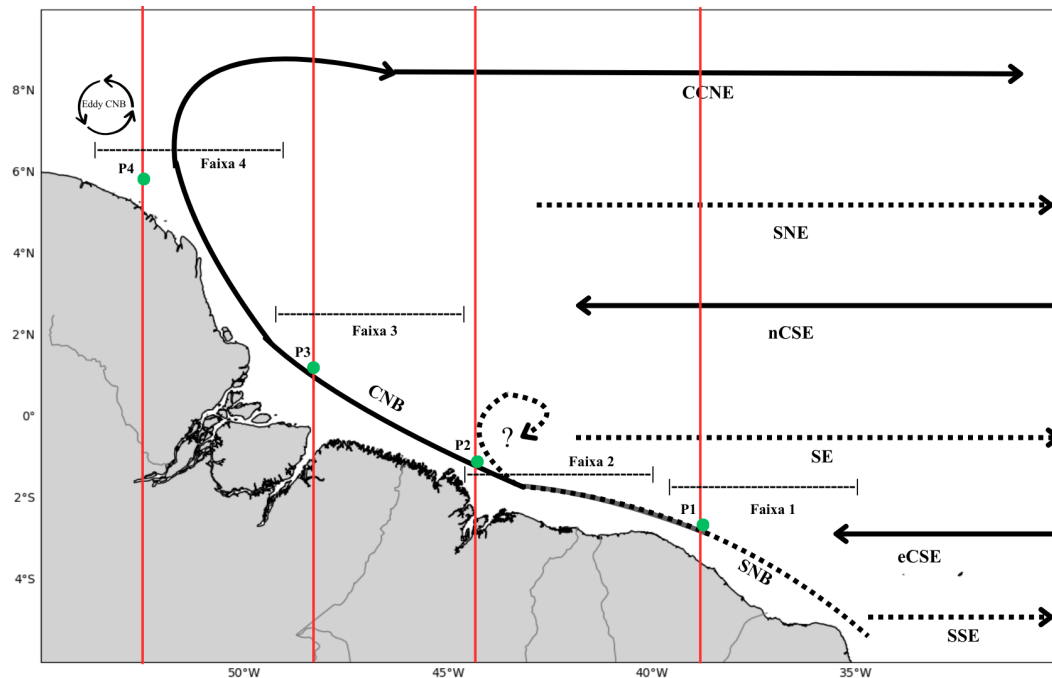 8°N
CCNE
Eddy CNB
Faixa 4
P4
6°N
SNE
4°N
nCSE
Faixa 3
2°N
P3
CNB
0°
?
P2
SE
Faixa 2
2°S
P1
Faixa 1
eCSE
SNB
4°S
SSE
50°W
45°W
40°W
35°W